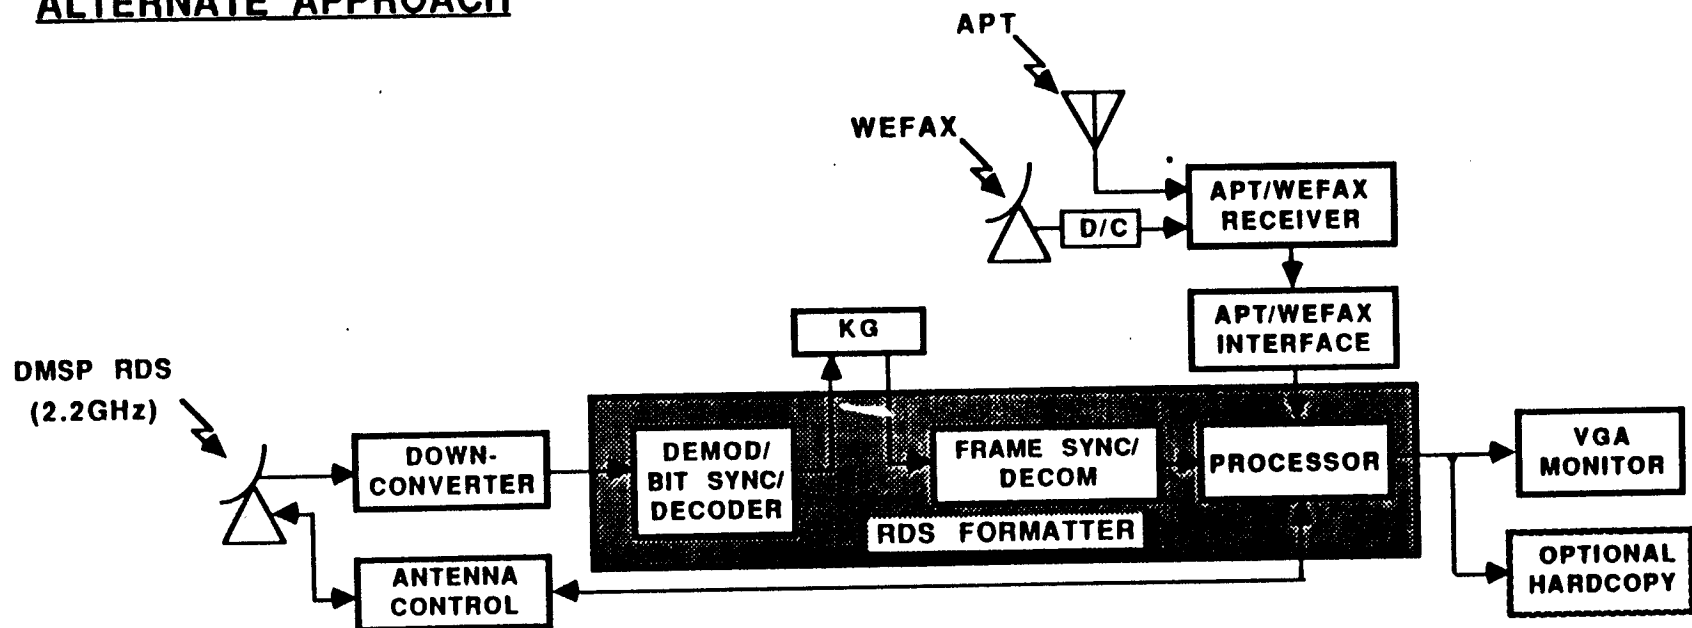 ALTERNATE APPROACH
APT
WEFAX
D/C
APT/WEFAX
RECEIVER
APT/WEFAX
INTERFACE
KG
DMSP RDS
(2.2GHz)
DOWN-
CONVERTER
DEMOD/
BIT SYNC/
DECODER
FRAME SYNC/
DECOM
PROCESSOR
RDS FORMATTER
VGA
MONITOR
OPTIONAL
HARDCOPY
ANTENNA
CONTROL